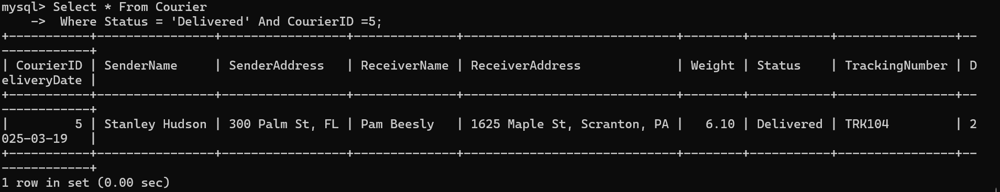 mysql> Select * From Courier
    ->  Where Status = 'Delivered' And CourierID =5;
+-----------+----------------+-----------------+--------------+-----------------------------+--------+-----------+----------------+--
------------+
| CourierID | SenderName     | SenderAddress   | ReceiverName | ReceiverAddress             | Weight | Status    | TrackingNumber | D
eliveryDate |
+-----------+----------------+-----------------+--------------+-----------------------------+--------+-----------+----------------+--
------------+
|         5 | Stanley Hudson | 300 Palm St, FL | Pam Beesly   | 1625 Maple St, Scranton, PA |   6.10 | Delivered | TRK104         | 2
025-03-19   |
+-----------+----------------+-----------------+--------------+-----------------------------+--------+-----------+----------------+--
------------+
1 row in set (0.00 sec)